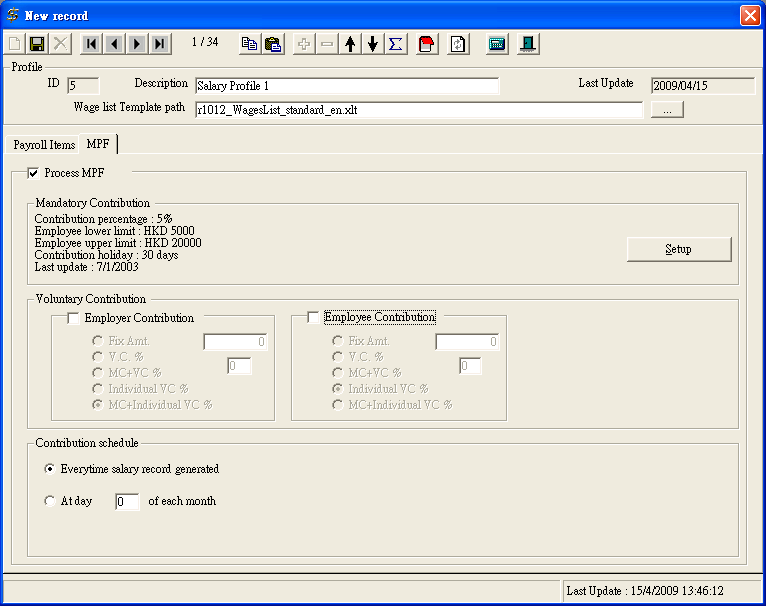 New record
1 / 34
Profile
ID 5 Description Salary Profile 1 Last Update 2009/04/15
Wage list Template path r1012_WagesList_standard_en.xlt ...
Payroll Items MPF
Process MPF
Mandatory Contribution
Contribution percentage : 5%
Employee lower limit : HKD 5000
Employee upper limit : HKD 20000
Contribution holiday : 30 days
Last update : 7/1/2003
Setup
Voluntary Contribution
Employer Contribution
Fix Amt. 0
V.C. % 0
MC+VC %
Individual VC %
MC+Individual VC %
Employee Contribution
Fix Amt. 0
V.C. % 0
MC+VC %
Individual VC %
MC+Individual VC %
Contribution schedule
Everytime salary record generated
At day 0 of each month
Last Update : 15/4/2009 13:46:12